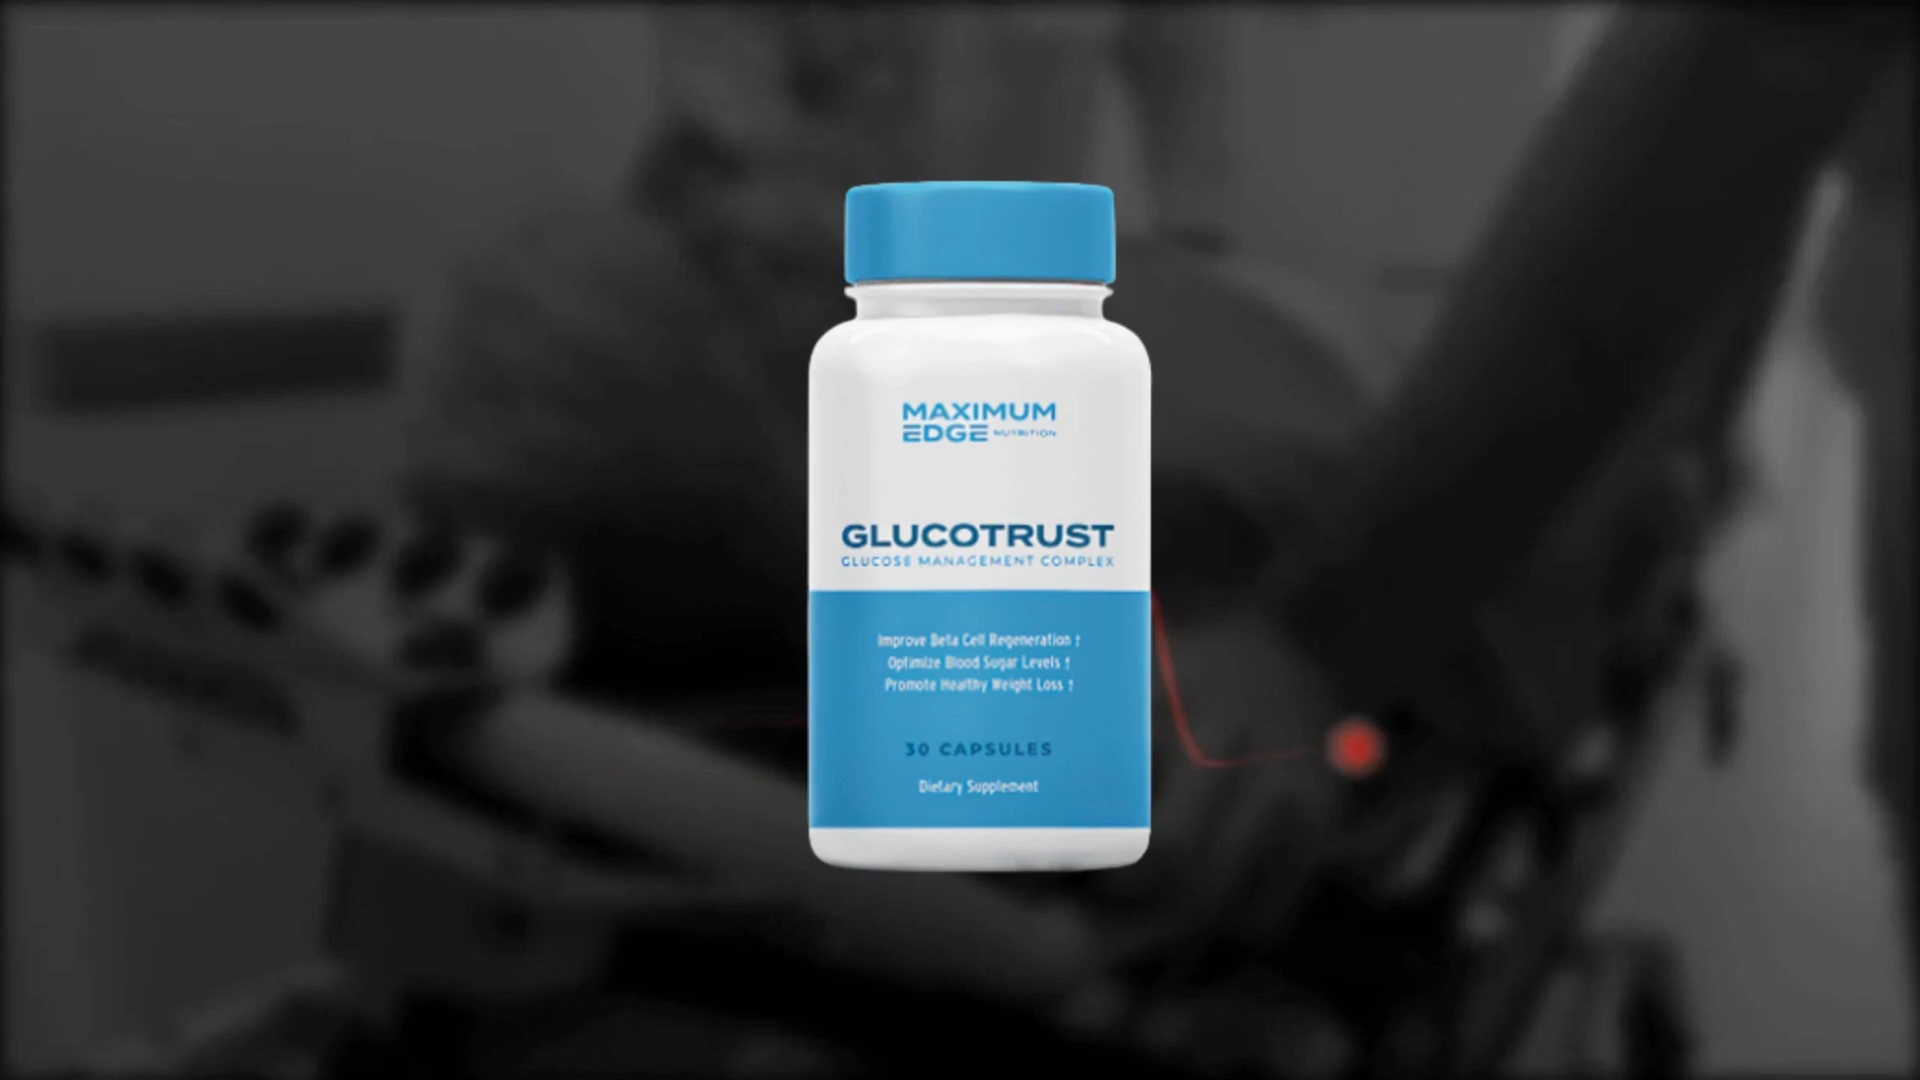 MAXIMUM
EDGE NUTRITION
GLUCOTRUST
GLUCOSE MANAGEMENT COMPLEX
Improve Beta Cell Regeneration †
Optimize Blood Sugar Levels †
Promote Healthy Weight Loss †
30 CAPSULES
Dietary Supplement